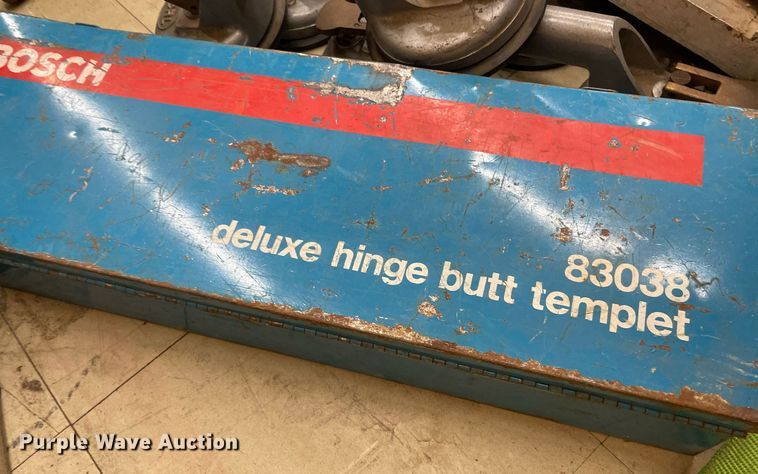 BOSCH
83038
deluxe hinge butt templet
Purple Wave Auction